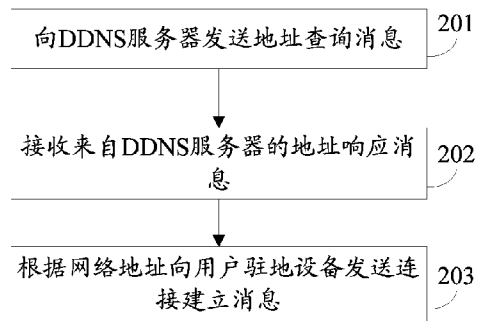 向DDNS服务器发送地址查询消息
201
接收来自DDNS服务器的地址响应消
息
202
根据网络地址向用户驻地设备发送连
接建立消息
203